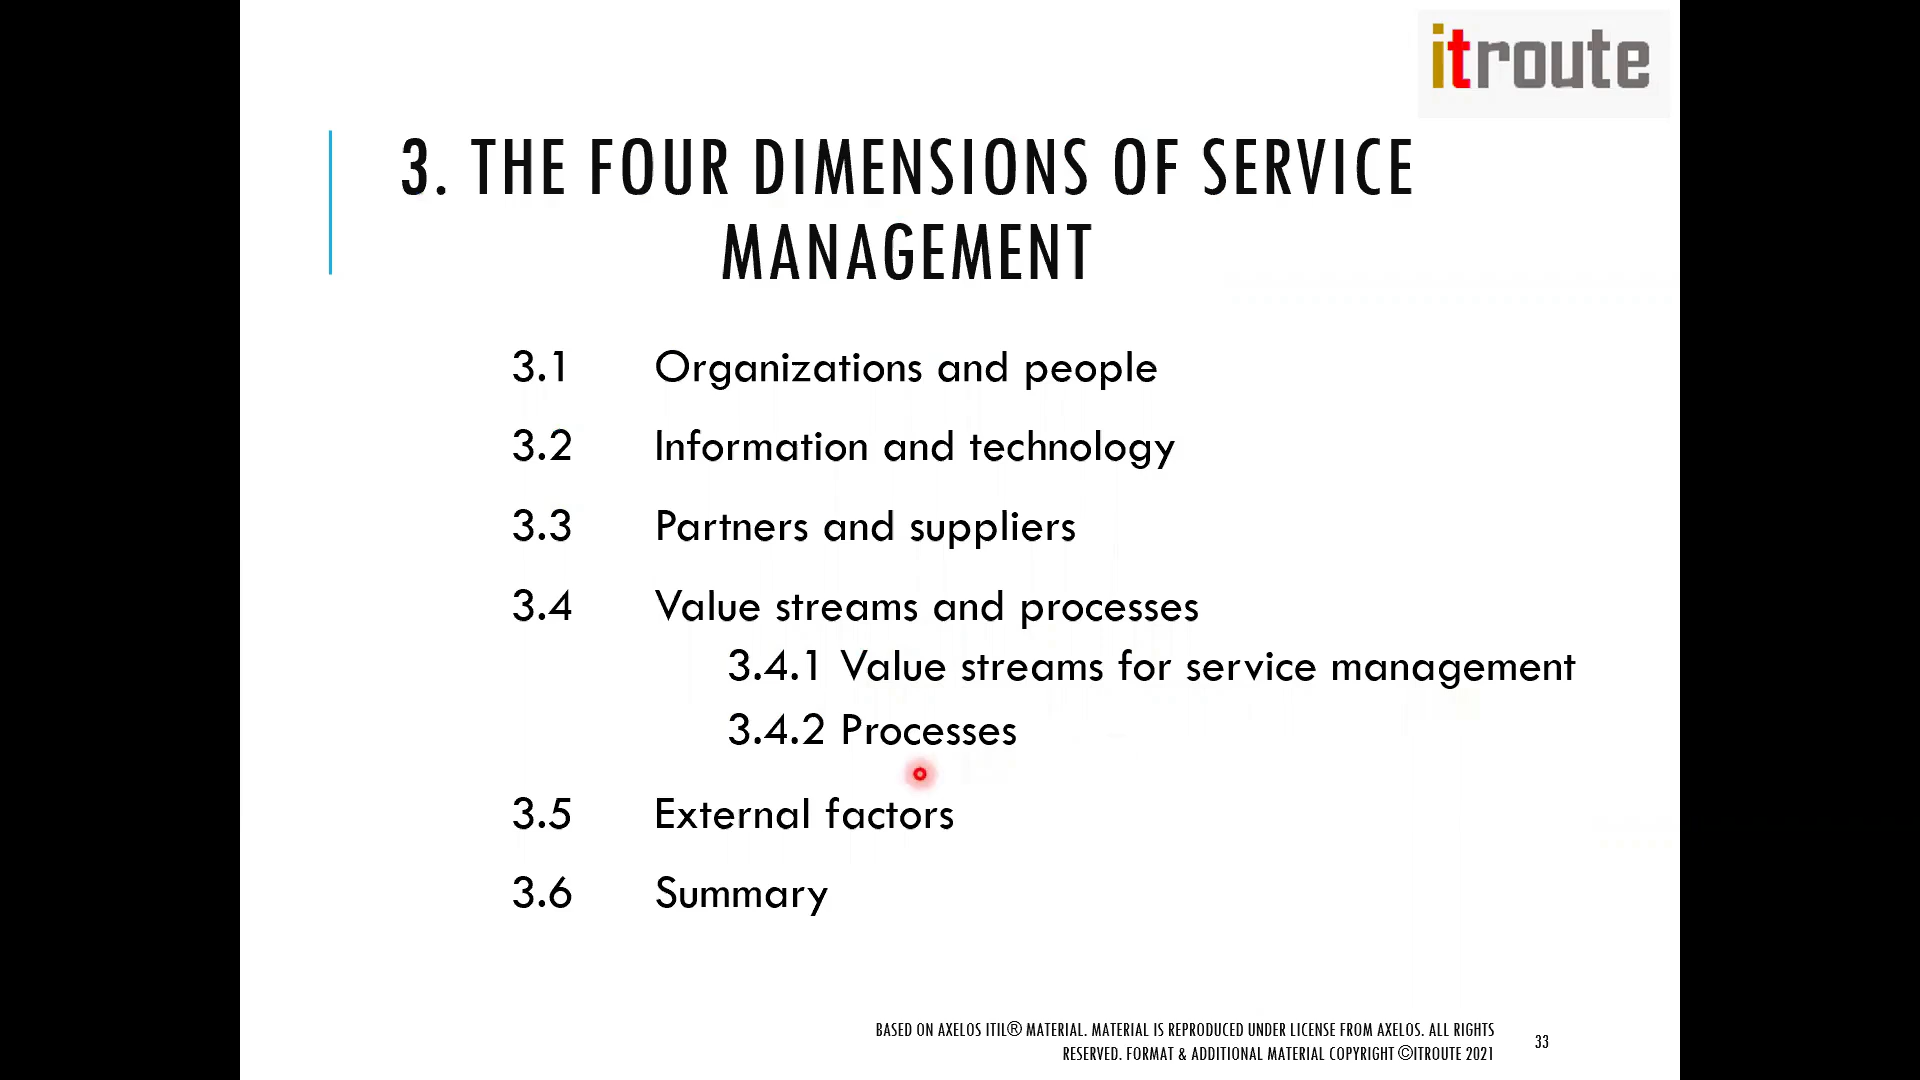 itroute
3. THE FOUR DIMENSIONS OF SERVICE
MANAGEMENT
3.1 Organizations and people
3.2 Information and technology
3.3 Partners and suppliers
3.4 Value streams and processes
3.4.1 Value streams for service management
3.4.2 Processes
3.5 External factors
3.6 Summary
BASED ON AXELOS ITIL® MATERIAL. MATERIAL IS REPRODUCED UNDER LICENSE FROM AXELOS. ALL RIGHTS
RESERVED. FORMAT & ADDITIONAL MATERIAL COPYRIGHT ©ITROUTE 2021
33